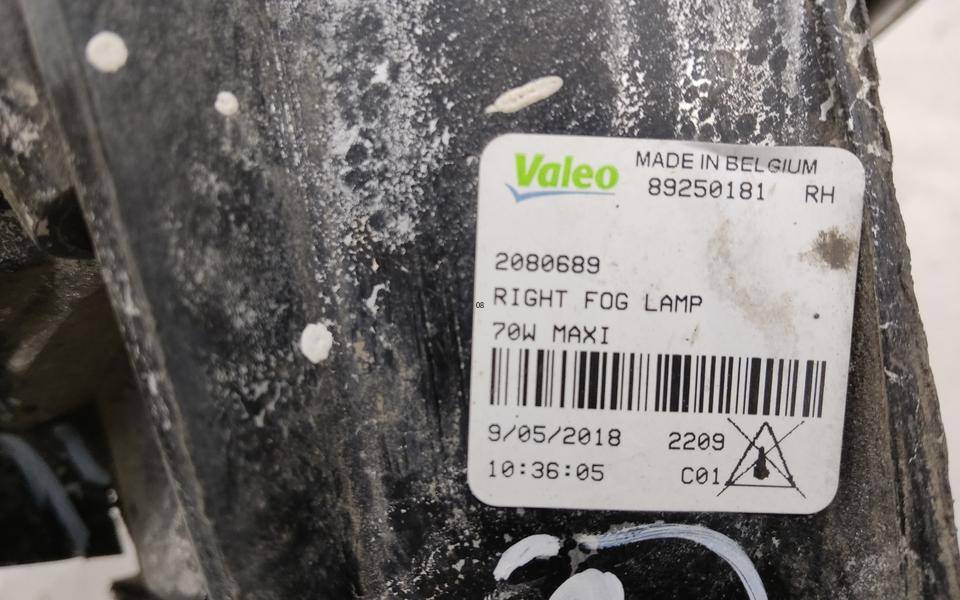 Valeo
MADE IN BELGIUM
89250181 RH
2080689
RIGHT FOG LAMP
70W MAXI
9/05/2018 2209
10:36:05 C01
08